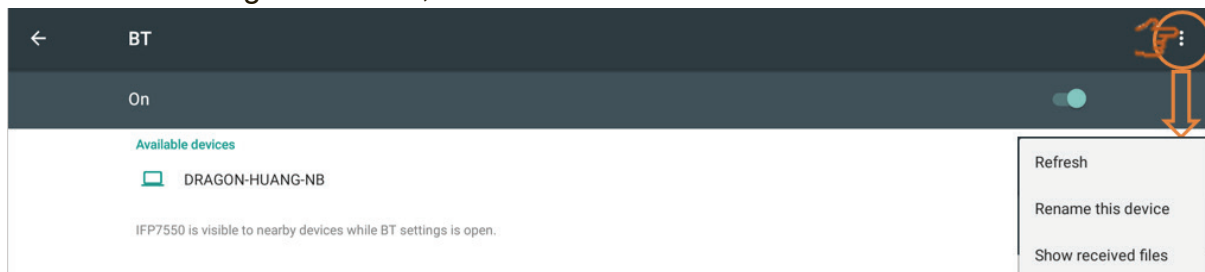 BT
On
Available devices
DRAGON-HUANG-NB
IFP7550 is visible to nearby devices while BT settings is open.
Refresh
Rename this device
Show received files